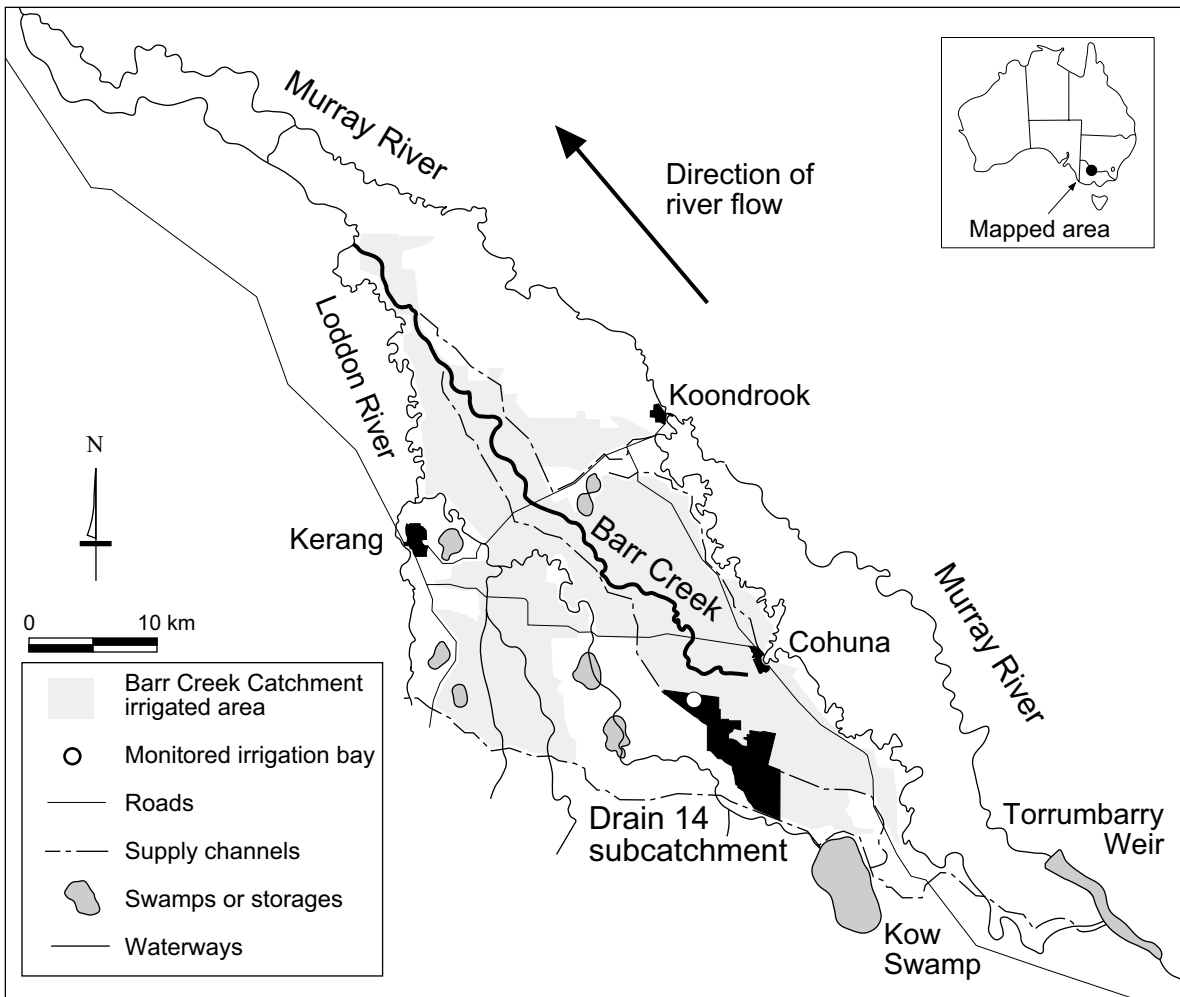 Murray River
Direction of
river flow
Mapped area
Loddon River
Koondrook
N
Kerang
Barr Creek
Murray River
0 10 km
Cohuna
Barr Creek Catchment
irrigated area
Monitored irrigation bay
Roads
Supply channels
Swamps or storages
Waterways
Drain 14
subcatchment
Torrumbarry
Weir
Kow
Swamp